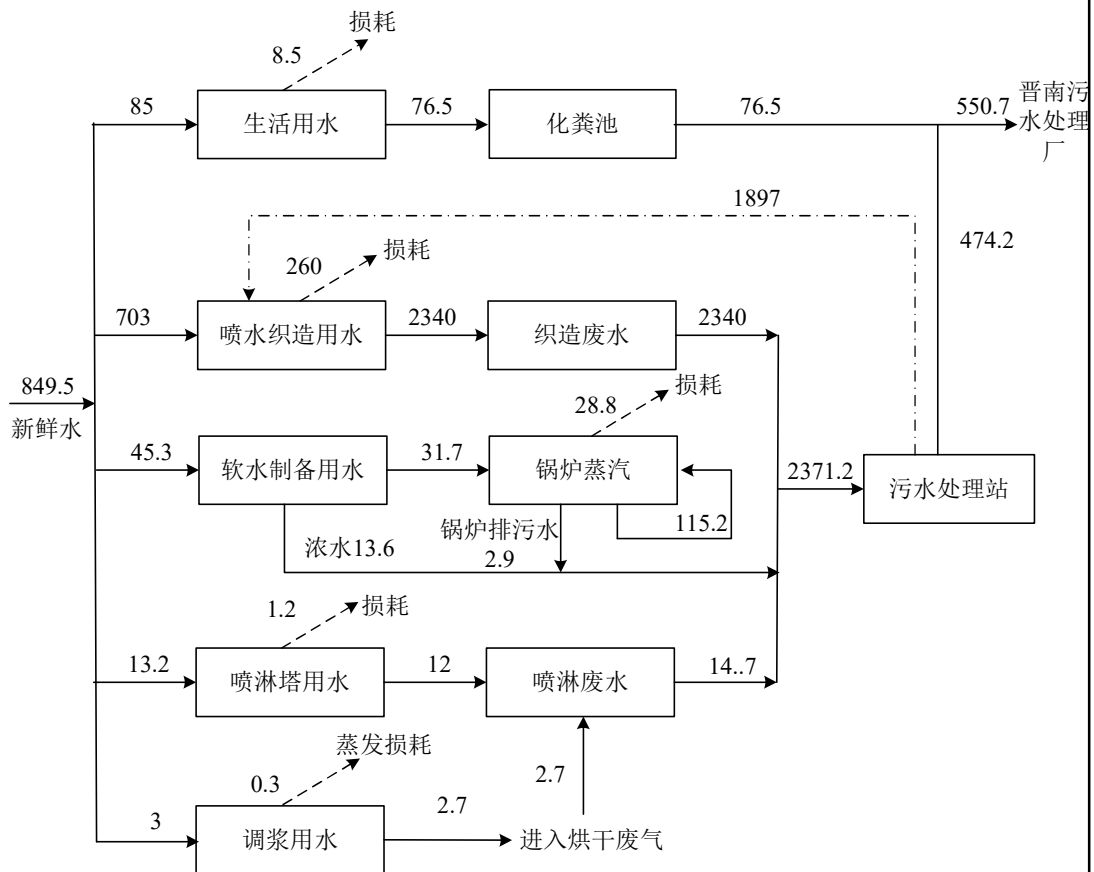 损耗
8.5
85
生活用水
76.5
化粪池
76.5
550.7
晋南污
水处理
厂
1897
474.2
损耗
260
703
喷水织造用水
2340
织造废水
2340
849.5
新鲜水
损耗
28.8
45.3
软水制备用水
31.7
锅炉蒸汽
2371.2
污水处理站
115.2
锅炉排污水
2.9
浓水13.6
损耗
1.2
13.2
喷淋塔用水
12
喷淋废水
14..7
蒸发损耗
0.3
2.7
3
调浆用水
2.7
进入烘干废气